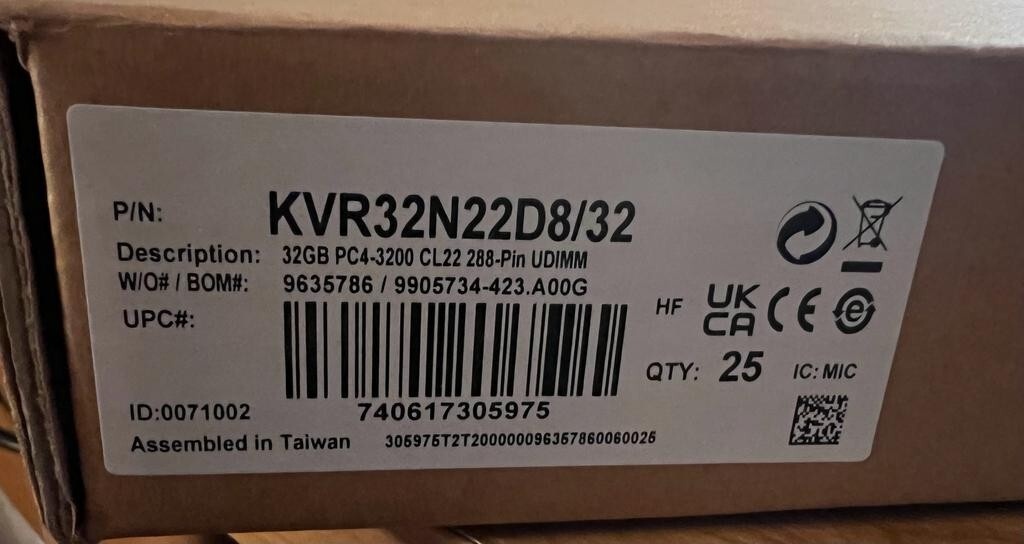 P/N: KVR32N22D8/32
Description: 32GB PC4-3200 CL22 288-Pin UDIMM
W/O# / BOM#: 9635786 / 9905734-423.A00G
UPC#:
HF UK CA CE e
QTY: 25 IC: MIC
ID:0071002 740617305975
Assembled in Taiwan 305975T2T200000096357860060025